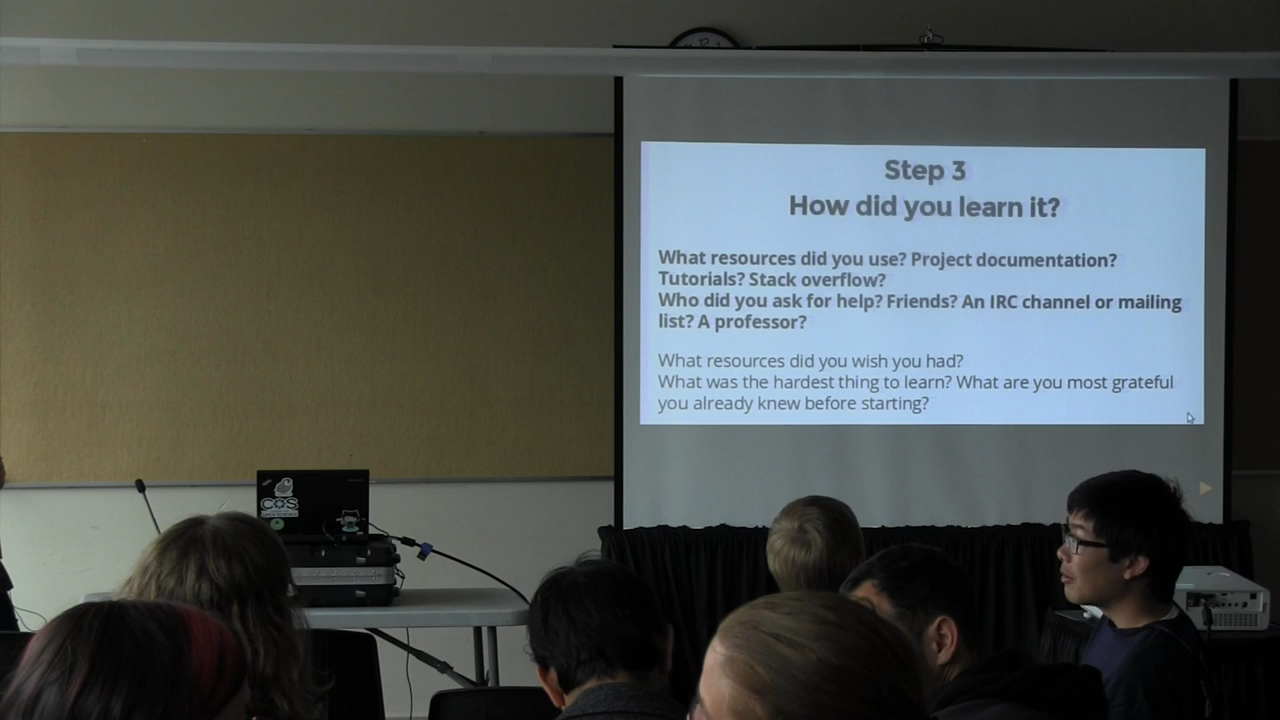 Step 3
How did you learn it?
What resources did you use? Project documentation?
Tutorials? Stack overflow?
Who did you ask for help? Friends? An IRC channel or mailing
list? A professor?
What resources did you wish you had?
What was the hardest thing to learn? What are you most grateful
you already knew before starting?
COS